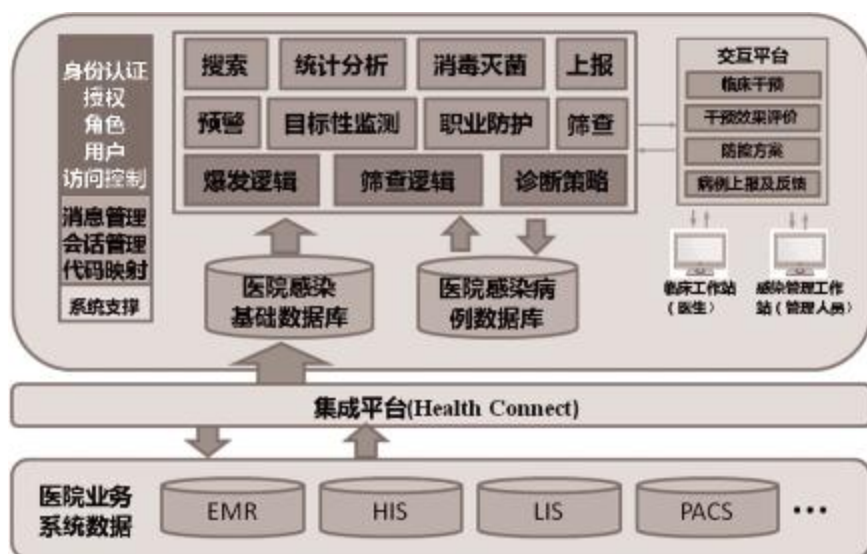 身份认证
授权
角色
用户
访问控制
消息管理
会话管理
代码映射
系统支撑
搜索
统计分析
消毒灭菌
上报
预警
目标性监测
职业防护
筛查
爆发逻辑
筛查逻辑
诊断策略
交互平台
临床干预
干预效果评价
防控方案
病例上报及反馈
临床工作站
(医生)
感染管理工作
站(管理人员)
医院感染
基础数据库
医院感染病
例数据库
集成平台(Health Connect)
医院业务
系统数据
EMR
HIS
LIS
PACS
•••